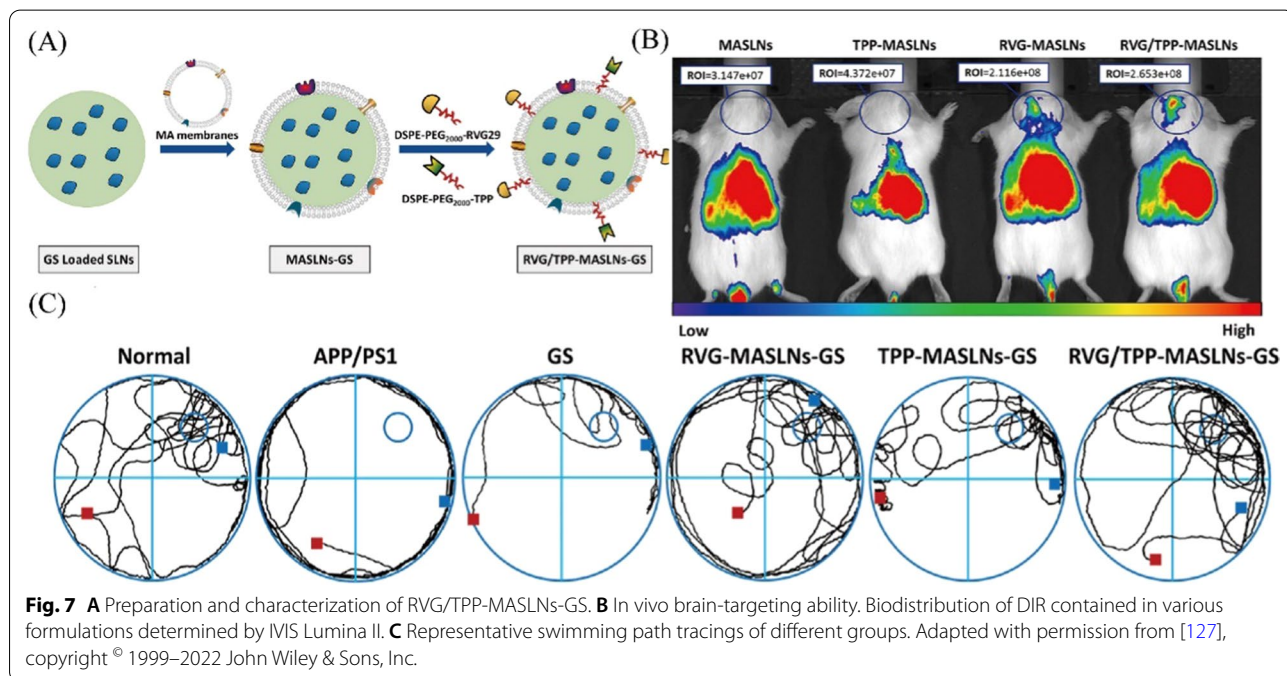 (A)
MA membranes
DSPE-PEG2000-RVG29
DSPE-PEG2000-TPP
GS Loaded SLNs
MASLNs-GS
RVG/TPP-MASLNs-GS
(B)
MASLNs
TPP-MASLNs
RVG-MASLNs
RVG/TPP-MASLNs
ROI=3.147e+07
ROI=4.372e+07
ROI=2.116e+08
ROI=2.653e+08
Low
High
(C)
Normal
APP/PS1
GS
RVG-MASLNs-GS
TPP-MASLNs-GS
RVG/TPP-MASLNs-GS
Fig. 7 A Preparation and characterization of RVG/TPP-MASLNs-GS. B In vivo brain-targeting ability. Biodistribution of DIR contained in various
formulations determined by IVIS Lumina II. C Representative swimming path tracings of different groups. Adapted with permission from [127],
copyright © 1999–2022 John Wiley & Sons, Inc.